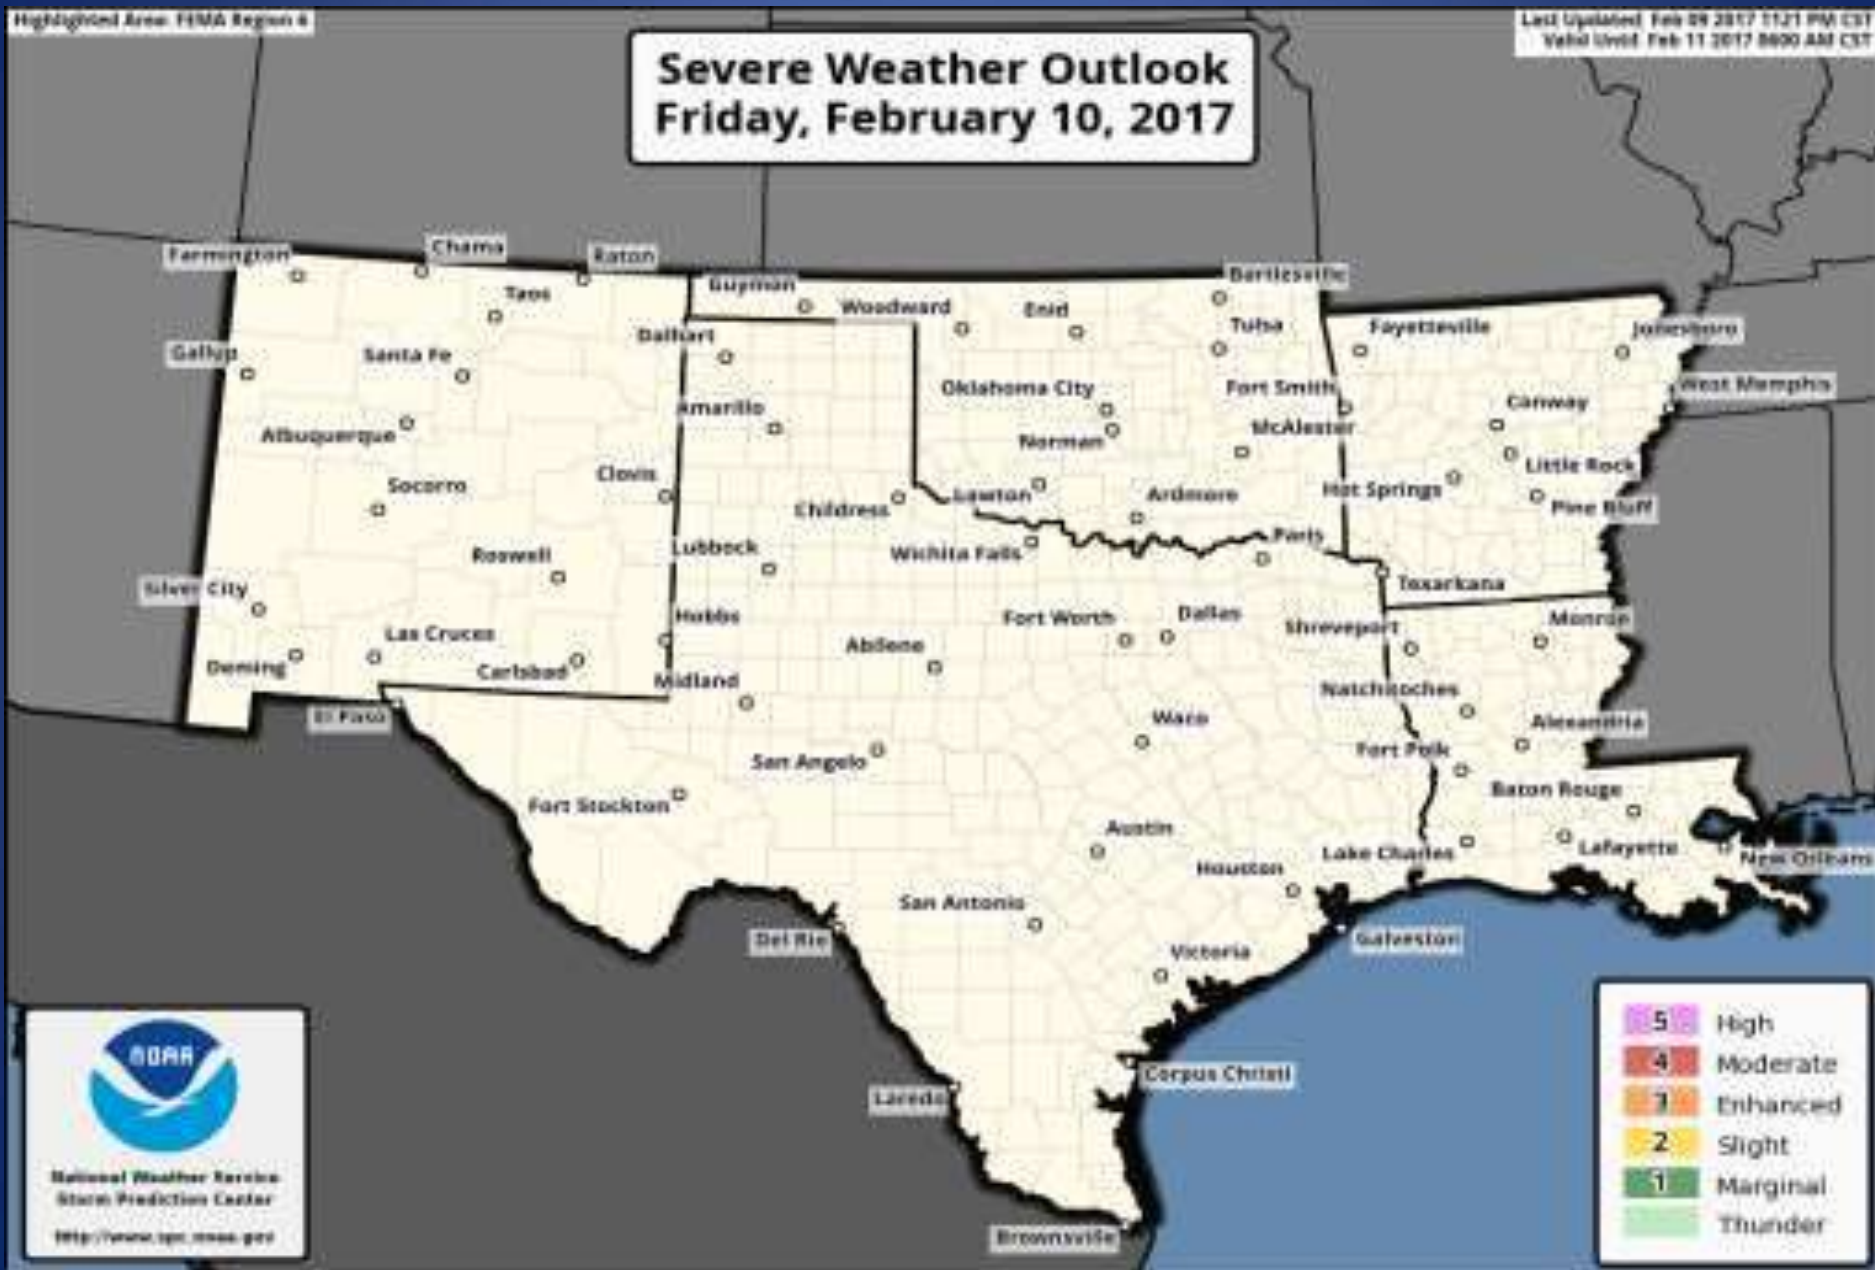 Highlighted Area: FEMA Region 6
Last Updated: Feb 09 2017 1121 PM CST
Valid Until: Feb 11 2017 0600 AM CST
Severe Weather Outlook
Friday, February 10, 2017
Farmington
Chama
Raton
Taos
Guymon
Woodward
Enid
Bartlesville
Tulsa
Dalhart
Fayetteville
Jonesboro
Gallup
Santa Fe
Oklahoma City
Fort Smith
West Memphis
Amarillo
Conway
Albuquerque
Norman
McAlester
Clovis
Little Rock
Socorro
Childress
Lawton
Ardmore
Hot Springs
Pine Bluff
Roswell
Lubbock
Wichita Falls
Paris
Silver City
Texarkana
Hobbs
Fort Worth
Dallas
Shreveport
Monroe
Las Cruces
Abilene
Deming
Carlsbad
Midland
Natchitoches
El Paso
Waco
Alexandria
San Angelo
Fort Polk
Baton Rouge
Fort Stockton
Austin
Lake Charles
Lafayette
New Orleans
Houston
San Antonio
Del Rio
Galveston
Victoria
Corpus Christi
Laredo
Brownsville
NOAA
National Weather Service
Storm Prediction Center
http://www.spc.noaa.gov
5 High
4 Moderate
3 Enhanced
2 Slight
1 Marginal
Thunder